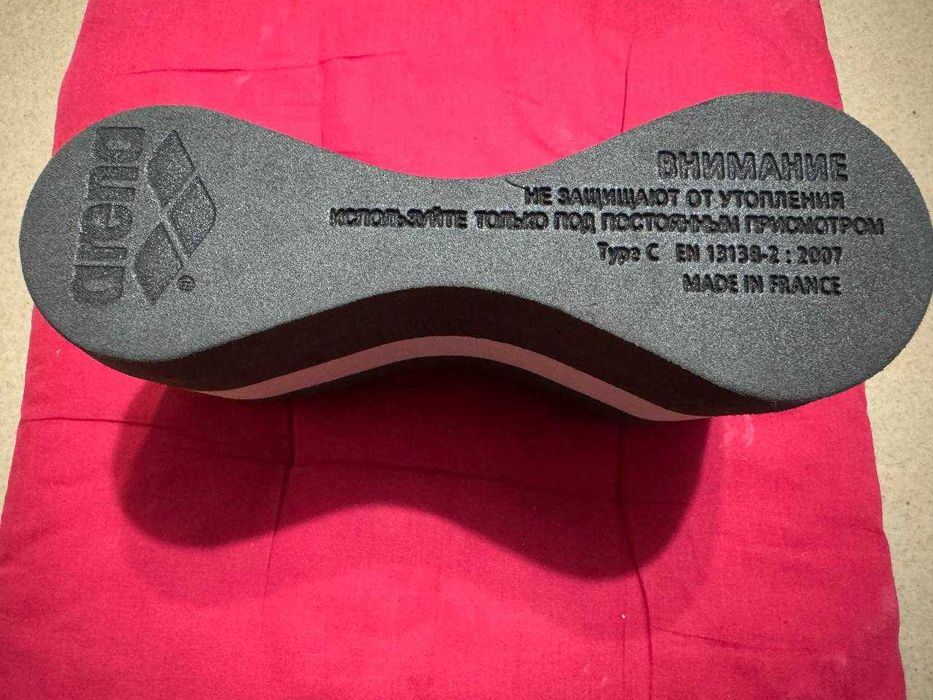 arena
®
ВНИМАНИЕ
НЕ ЗАЩИЩАЮТ ОТ УТОПЛЕНИЯ
ИСПОЛЬЗУЙТЕ ТОЛЬКО ПОД ПОСТОЯННЫМ ПРИСМОТРОМ
Type C EN 13138-2 : 2007
MADE IN FRANCE